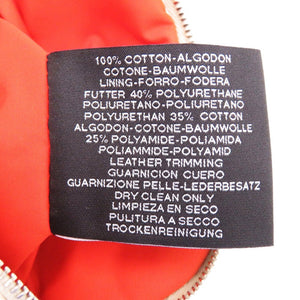 100% COTTON-ALGODON
COTONE-BAUMWOLLE
LINING-FORRO-FODERA
FUTTER 40% POLYURETHANE
POLIURETANO-POLIURETANO
POLYURETHAN 35% COTTON
ALGODON-COTONE-BAUMWOLLE
25% POLYAMIDE-POLIAMIDA
POLIAMMIDE-POLYAMID
LEATHER TRIMMING
GUARNICION CUERO
GUARNIZIONE PELLE-LEDERBESATZ
DRY CLEAN ONLY
LIMPIEZA EN SECO
PULITURA A SECCO
TROCKENREINIGUNG